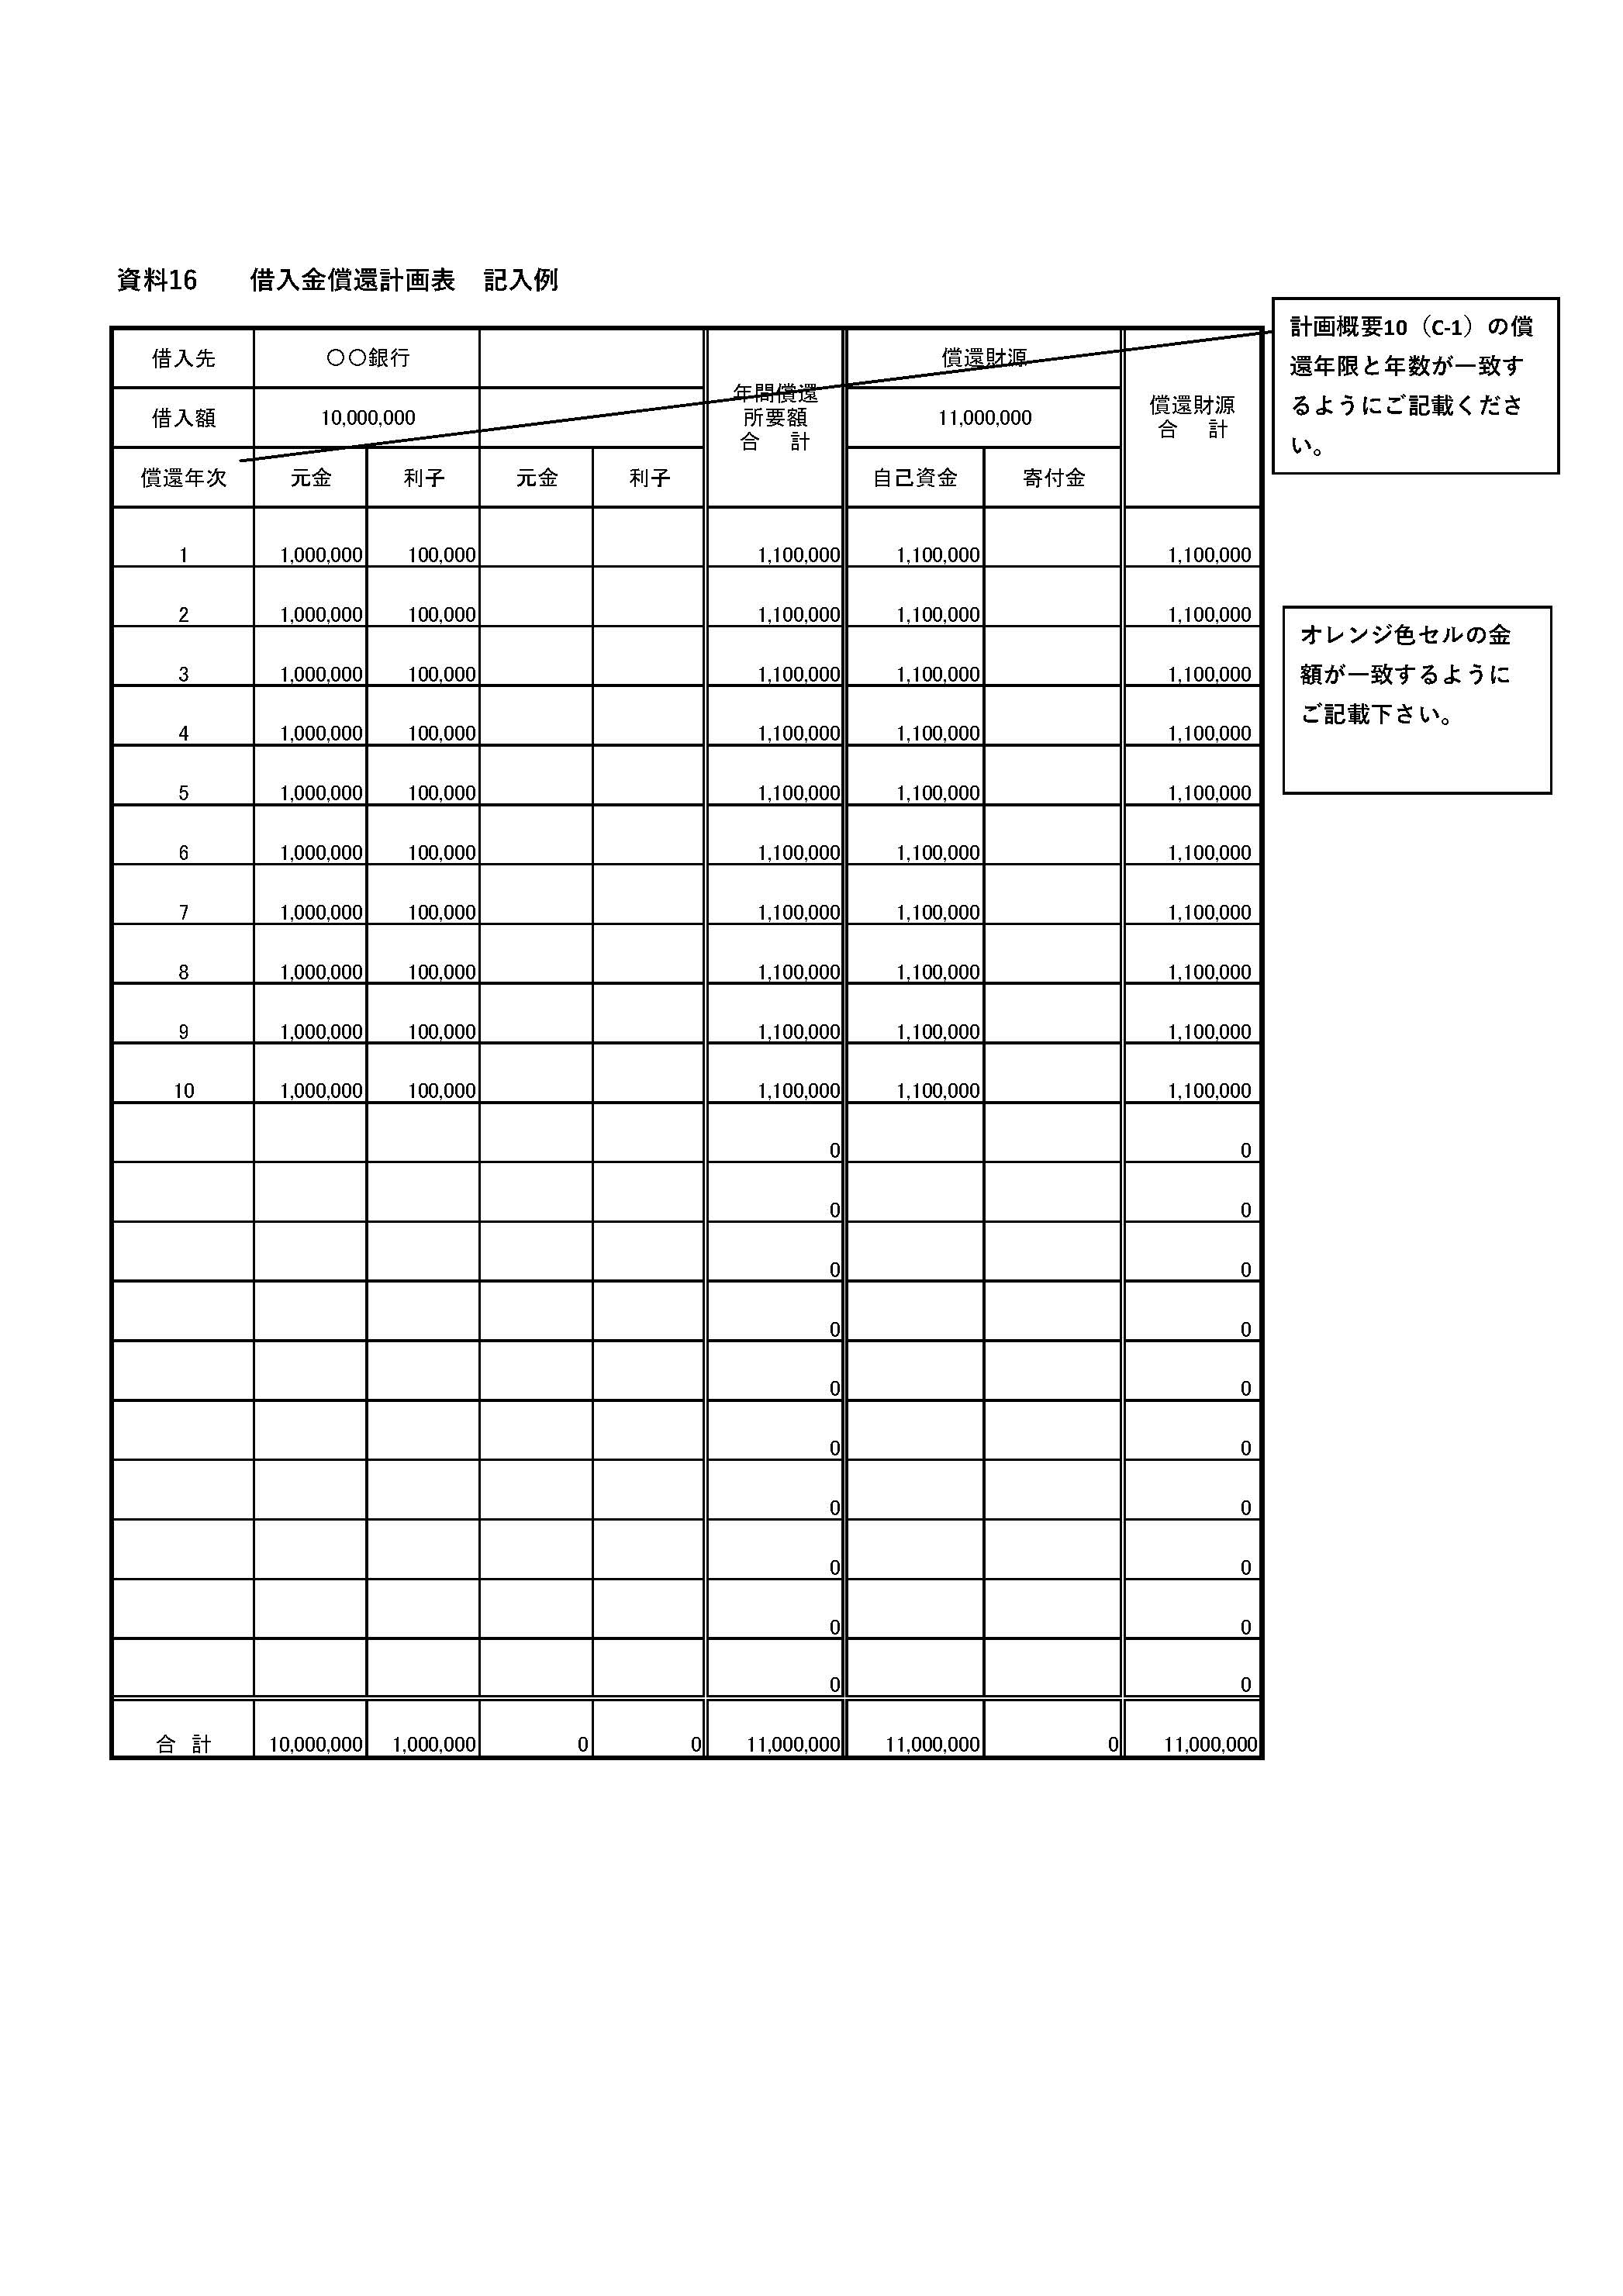 資料16　借入金償還計画表　記入例
借入先 〇〇銀行 年間償還所要額合計 償還財源 償還財源合計
借入額 10,000,000 11,000,000
償還年次 元金 利子 元金 利子 自己資金 寄付金
1 1,000,000 100,000 1,100,000 1,100,000 1,100,000
2 1,000,000 100,000 1,100,000 1,100,000 1,100,000
3 1,000,000 100,000 1,100,000 1,100,000 1,100,000
4 1,000,000 100,000 1,100,000 1,100,000 1,100,000
5 1,000,000 100,000 1,100,000 1,100,000 1,100,000
6 1,000,000 100,000 1,100,000 1,100,000 1,100,000
7 1,000,000 100,000 1,100,000 1,100,000 1,100,000
8 1,000,000 100,000 1,100,000 1,100,000 1,100,000
9 1,000,000 100,000 1,100,000 1,100,000 1,100,000
10 1,000,000 100,000 1,100,000 1,100,000 1,100,000
0 0
0 0
0 0
0 0
0 0
0 0
0 0
0 0
0 0
0 0
合計 10,000,000 1,000,000 0 0 11,000,000 11,000,000 0 11,000,000
計画概要10（C-1）の償
還年限と年数が一致す
るようにご記載くださ
い。
オレンジ色セルの金
額が一致するように
ご記載下さい。